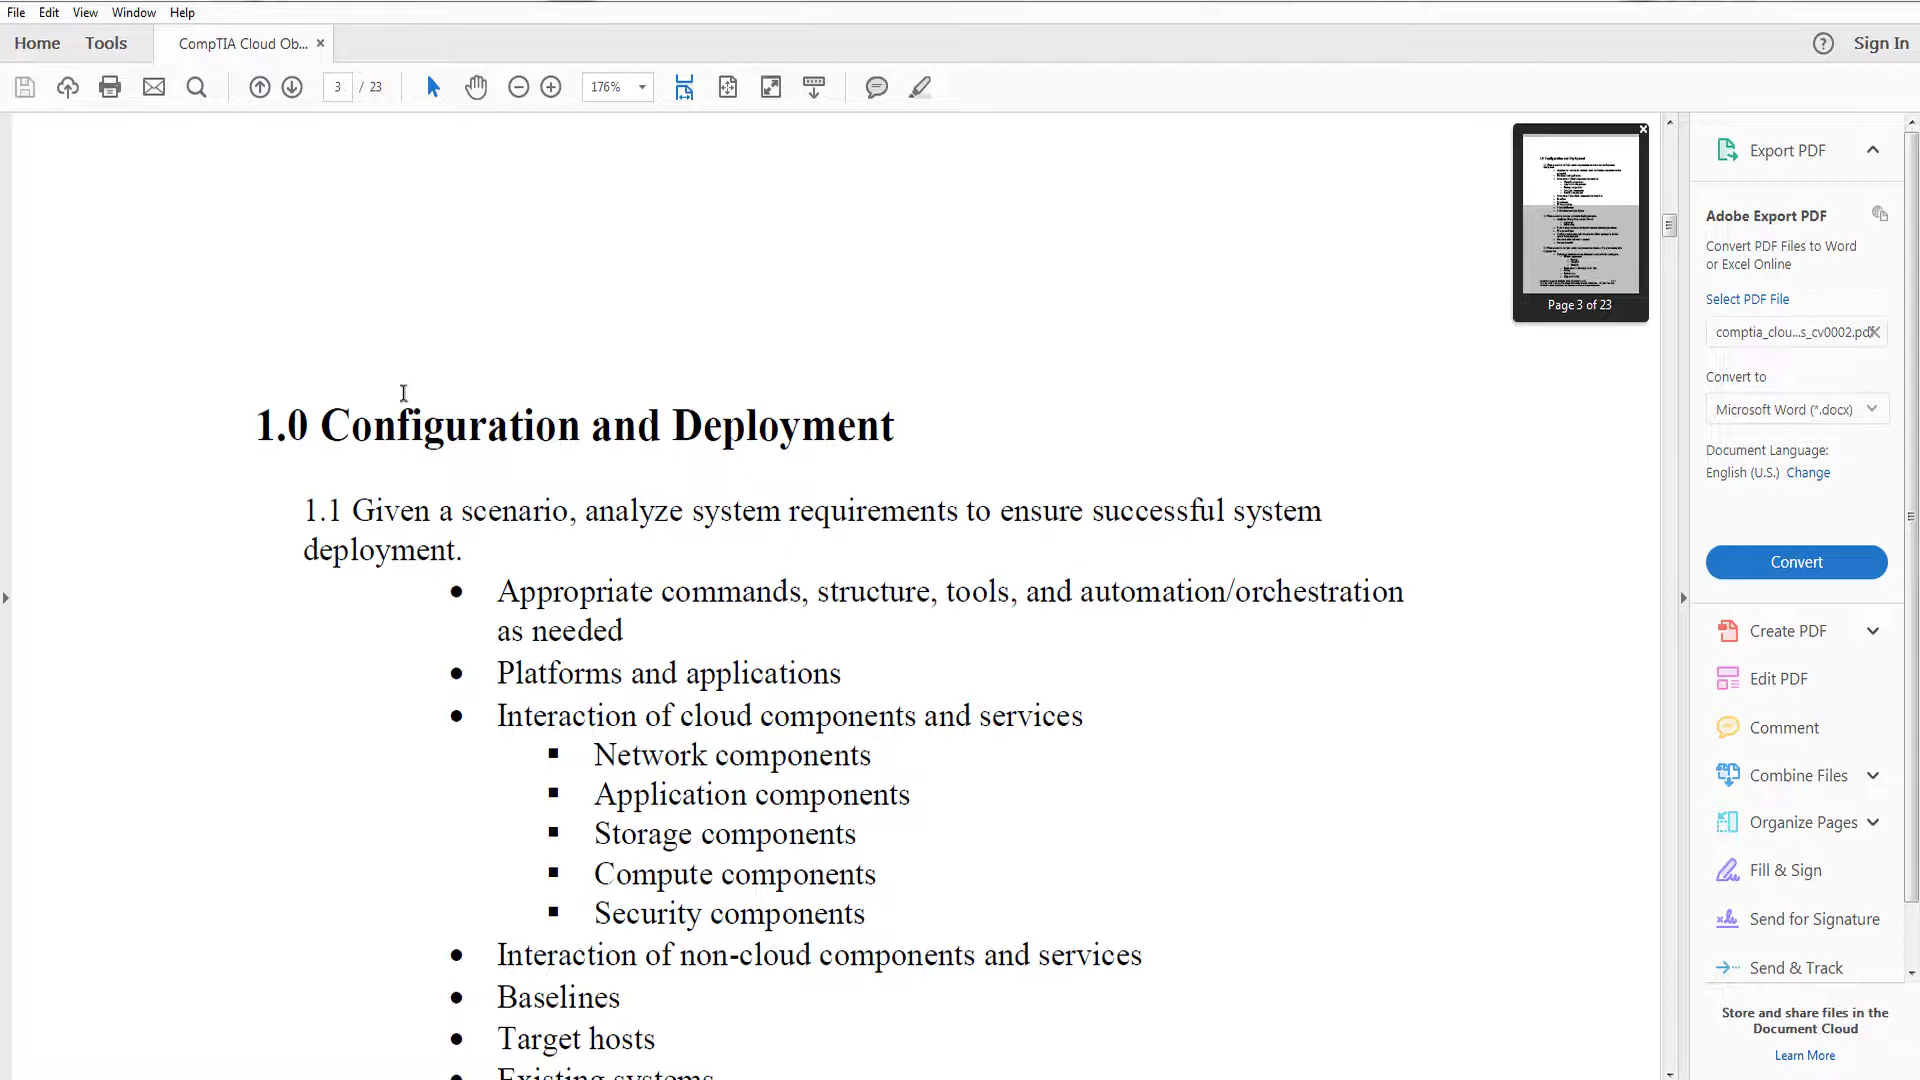 File Edit View Window Help
Home Tools CompTIA Cloud Ob... × Sign In
3 / 23 176%
Page 3 of 23
1.0 Configuration and Deployment
1.1 Given a scenario, analyze system requirements to ensure successful system
deployment.
• Appropriate commands, structure, tools, and automation/orchestration
as needed
• Platforms and applications
• Interaction of cloud components and services
▪ Network components
▪ Application components
▪ Storage components
▪ Compute components
▪ Security components
• Interaction of non-cloud components and services
• Baselines
• Target hosts
• Existing systems
Export PDF
Adobe Export PDF
Convert PDF Files to Word
or Excel Online
Select PDF File
comptia_clou...s_cv0002.pdf
Convert to
Microsoft Word (*.docx)
Document Language:
English (U.S.) Change
Convert
Create PDF
Edit PDF
Comment
Combine Files
Organize Pages
Fill & Sign
Send for Signature
Send & Track
Store and share files in the
Document Cloud
Learn More